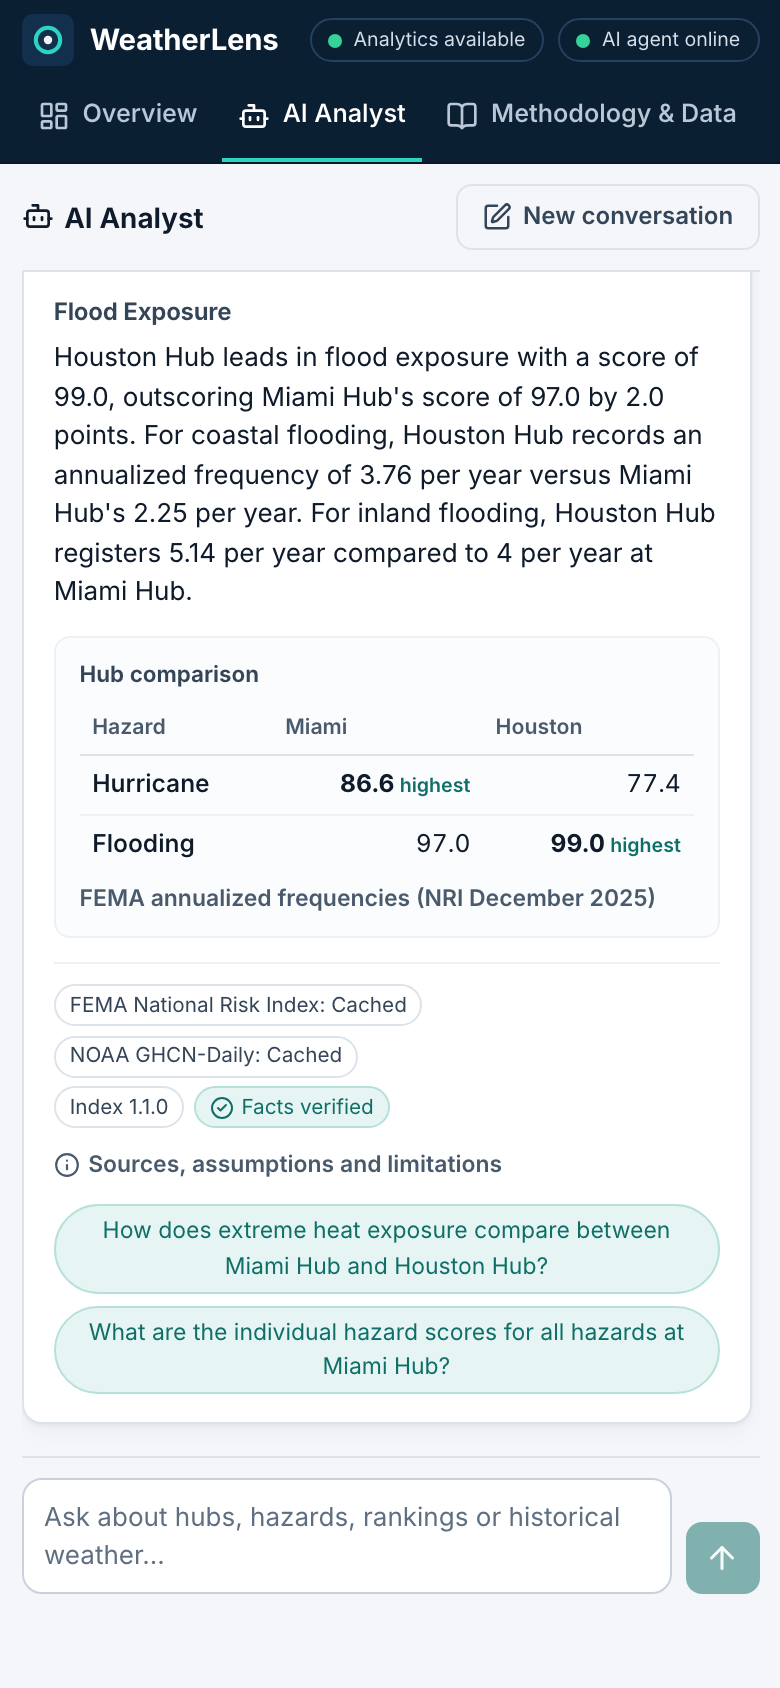 WeatherLens
Analytics available
AI agent online
Overview
AI Analyst
Methodology & Data
AI Analyst
New conversation
Flood Exposure
Houston Hub leads in flood exposure with a score of
99.0, outscoring Miami Hub's score of 97.0 by 2.0
points. For coastal flooding, Houston Hub records an
annualized frequency of 3.76 per year versus Miami
Hub's 2.25 per year. For inland flooding, Houston Hub
registers 5.14 per year compared to 4 per year at
Miami Hub.
Hub comparison
Hazard Miami Houston
Hurricane 86.6 highest 77.4
Flooding 97.0 99.0 highest
FEMA annualized frequencies (NRI December 2025)
FEMA National Risk Index: Cached
NOAA GHCN-Daily: Cached
Index 1.1.0 Facts verified
Sources, assumptions and limitations
How does extreme heat exposure compare between
Miami Hub and Houston Hub?
What are the individual hazard scores for all hazards at
Miami Hub?
Ask about hubs, hazards, rankings or historical
weather...